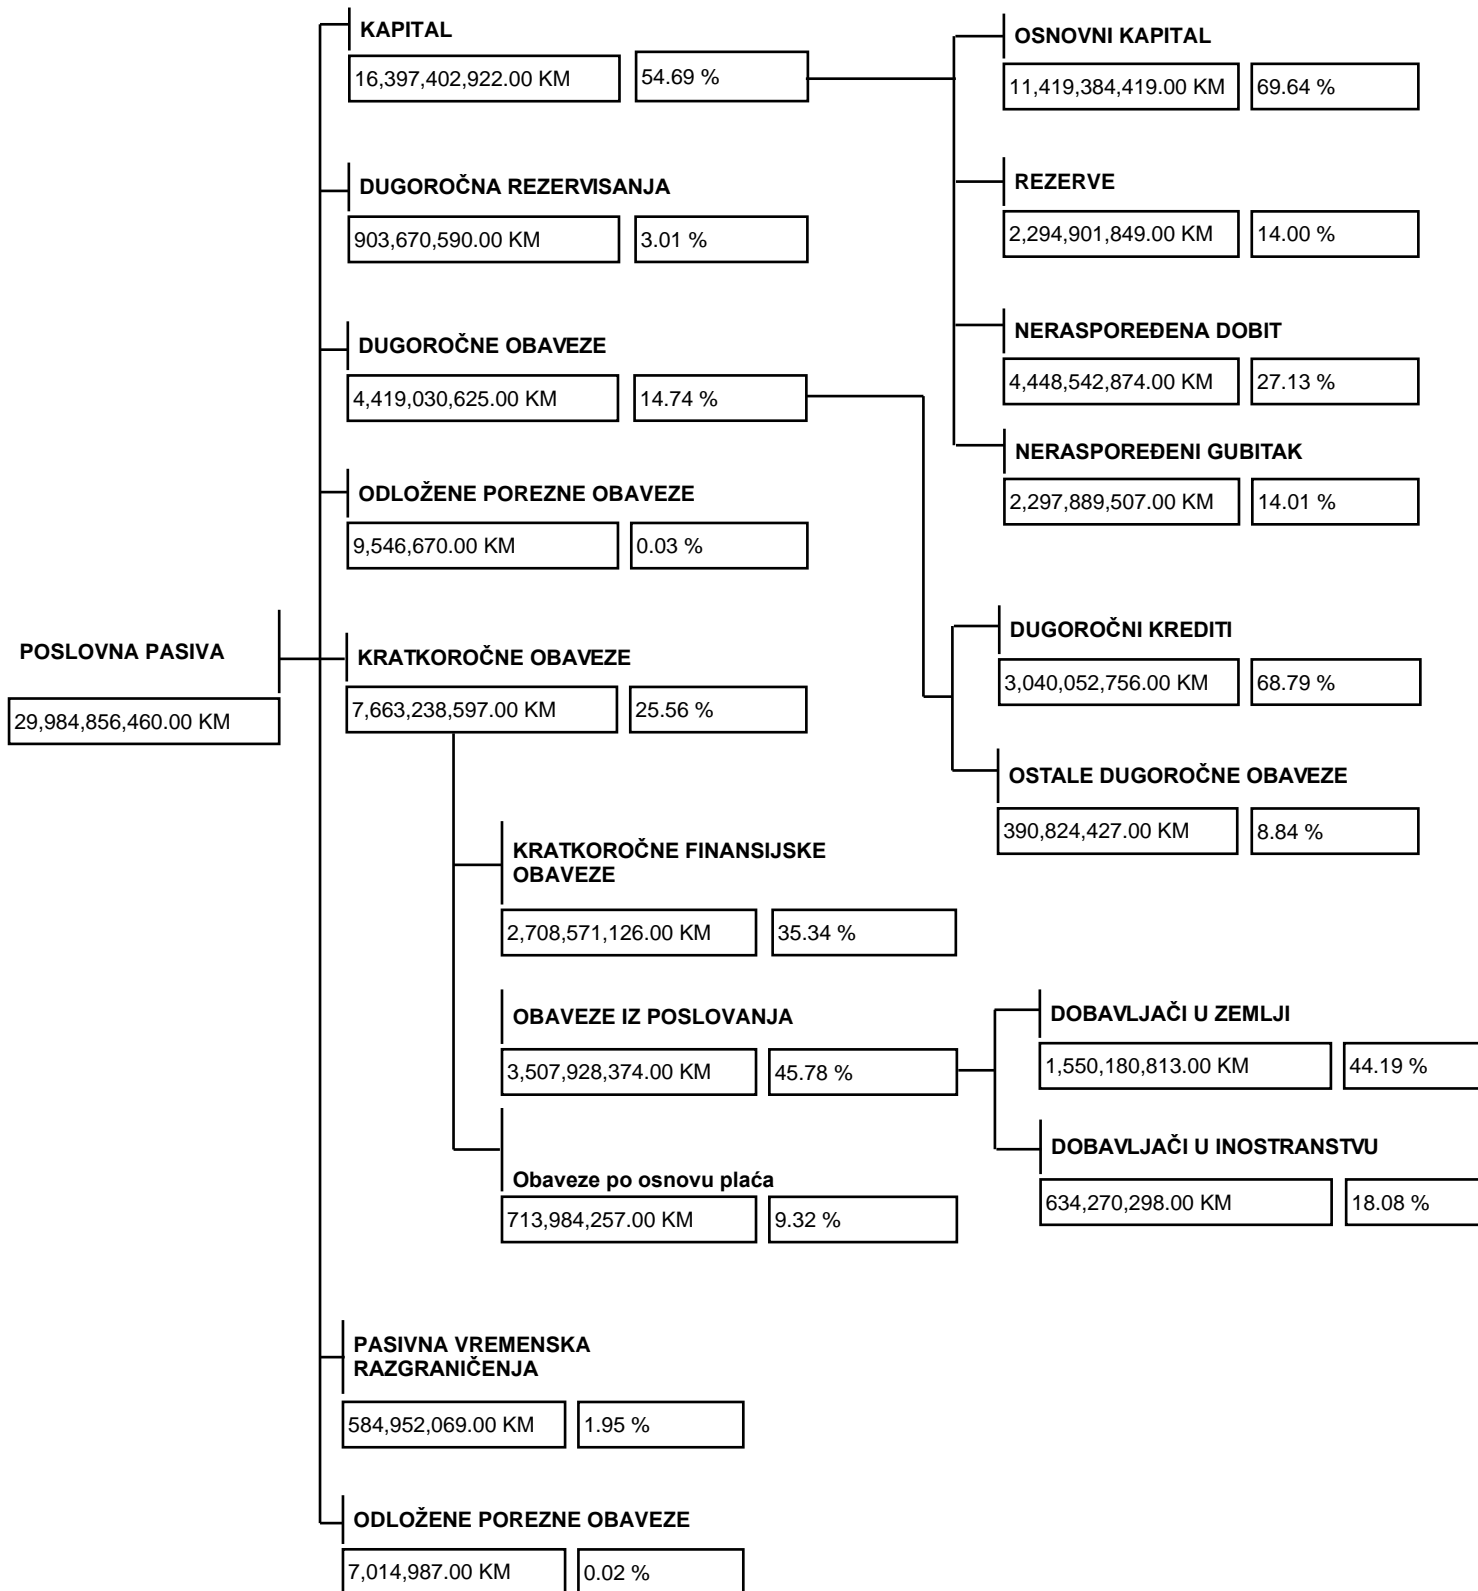 KAPITAL
16,397,402,922.00 KM
54.69 %
OSNOVNI KAPITAL
11,419,384,419.00 KM
69.64 %
DUGOROČNA REZERVISANJA
903,670,590.00 KM
3.01 %
REZERVE
2,294,901,849.00 KM
14.00 %
DUGOROČNE OBAVEZE
4,419,030,625.00 KM
14.74 %
NERASPOREĐENA DOBIT
4,448,542,874.00 KM
27.13 %
NERASPOREĐENI GUBITAK
2,297,889,507.00 KM
14.01 %
ODLOŽENE POREZNE OBAVEZE
9,546,670.00 KM
0.03 %
POSLOVNA PASIVA
29,984,856,460.00 KM
KRATKOROČNE OBAVEZE
7,663,238,597.00 KM
25.56 %
DUGOROČNI KREDITI
3,040,052,756.00 KM
68.79 %
OSTALE DUGOROČNE OBAVEZE
390,824,427.00 KM
8.84 %
KRATKOROČNE FINANSIJSKE
OBAVEZE
2,708,571,126.00 KM
35.34 %
OBAVEZE IZ POSLOVANJA
3,507,928,374.00 KM
45.78 %
DOBAVLJAČI U ZEMLJI
1,550,180,813.00 KM
44.19 %
DOBAVLJAČI U INOSTRANSTVU
634,270,298.00 KM
18.08 %
Obaveze po osnovu plaća
713,984,257.00 KM
9.32 %
PASIVNA VREMENSKA
RAZGRANIČENJA
584,952,069.00 KM
1.95 %
ODLOŽENE POREZNE OBAVEZE
7,014,987.00 KM
0.02 %